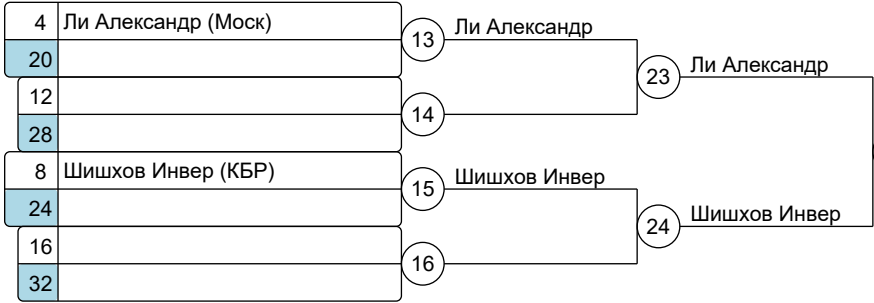 4 Ли Александр (Моск)
20
13 Ли Александр
12
28
14
23 Ли Александр
8 Шишхов Инвер (КБР)
24
15 Шишхов Инвер
16
32
16
24 Шишхов Инвер